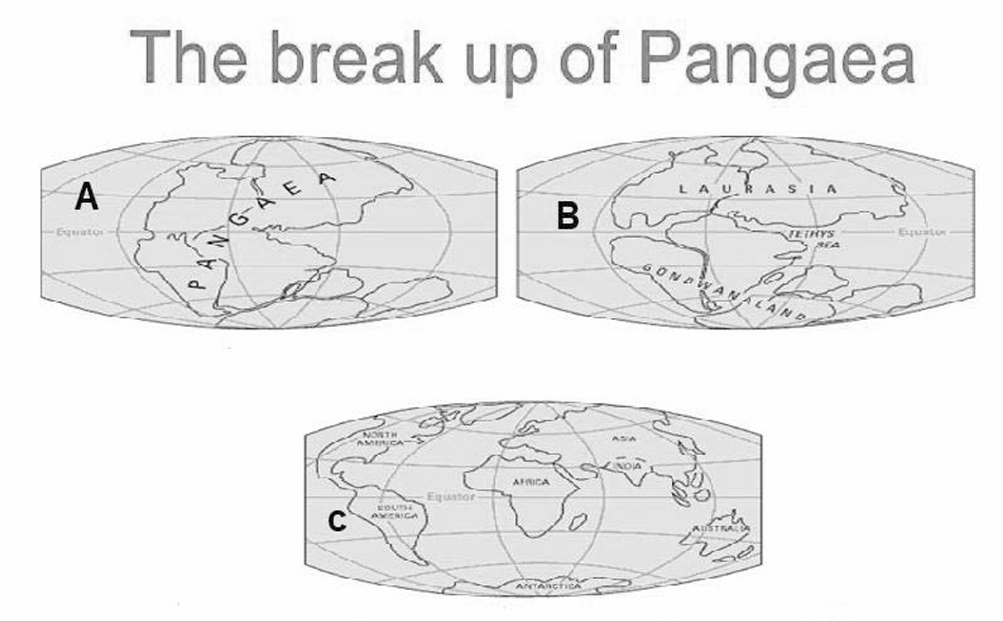 The break up of Pangaea
A
PANGAEA
Equator
B
LAURASIA
TETHYS
SEA
Equator
GONDWANALAND
NORTH
AMERICA
ASIA
INDIA
AFRICA
Equator
SOUTH
AMERICA
C
AUSTRALIA
ANTARCTICA